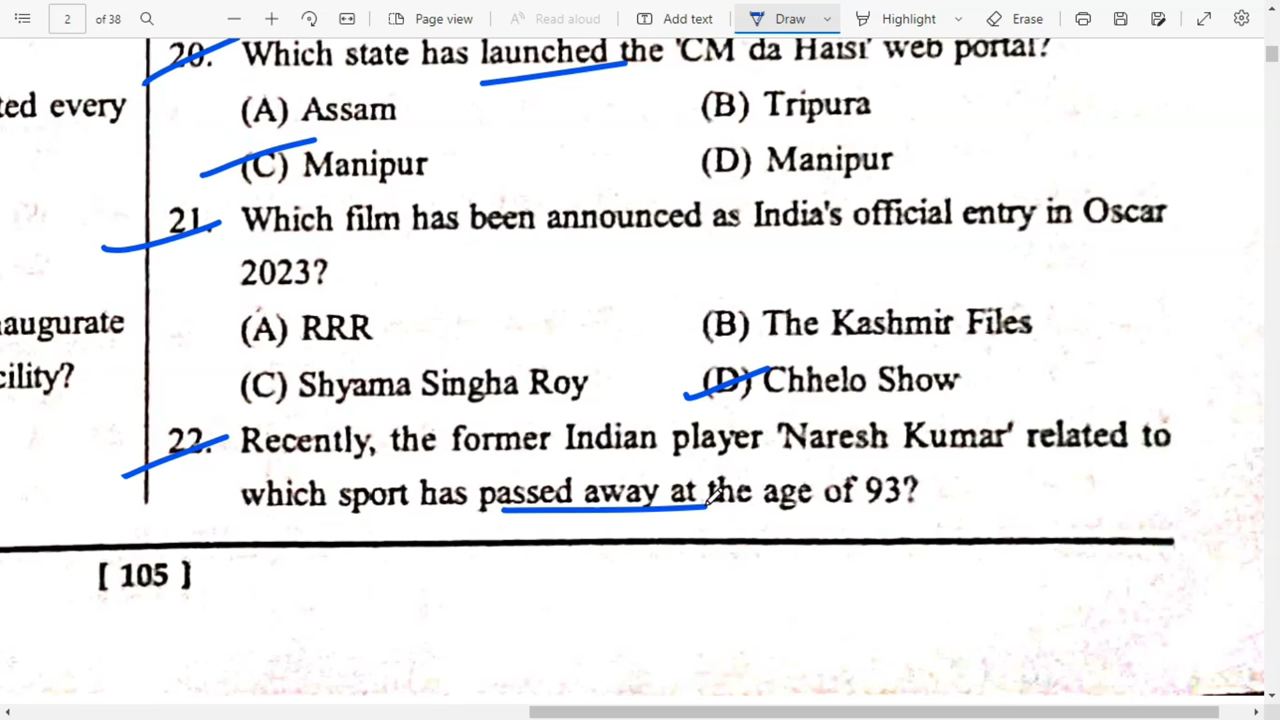 2 of 38 Page view Read aloud Add text Draw Highlight Erase
20. Which state has launched the 'CM da Haisi' web portal?
ted every
(A) Assam (B) Tripura
(C) Manipur (D) Manipur
21. Which film has been announced as India's official entry in Oscar
2023?
augurate
(A) RRR (B) The Kashmir Files
cility?
(C) Shyama Singha Roy (D) Chhelo Show
22. Recently, the former Indian player 'Naresh Kumar' related to
which sport has passed away at the age of 93?
[ 105 ]